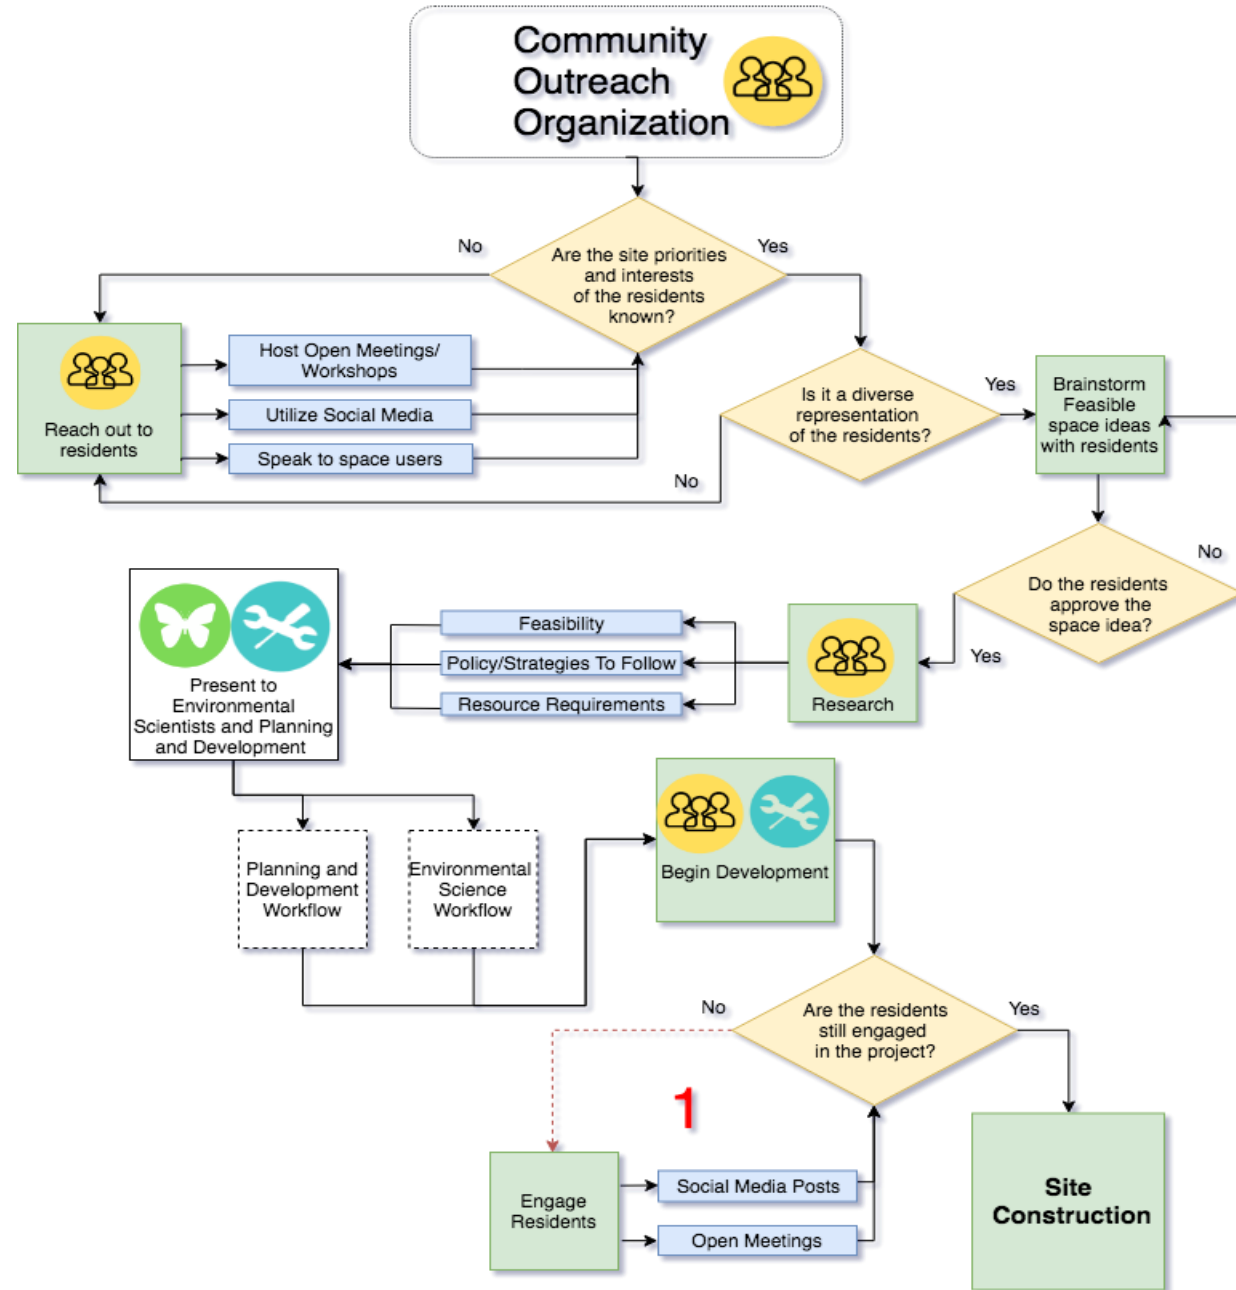 Community
Outreach
Organization
No
Yes
Are the site priorities
and interests
of the residents
known?
Reach out to
residents
Host Open Meetings/
Workshops
Utilize Social Media
Speak to space users
Is it a diverse
representation
of the residents?
Yes
No
Brainstorm
Feasible
space ideas
with residents
Do the residents
approve the
space idea?
No
Yes
Research
Feasibility
Policy/Strategies To Follow
Resource Requirements
Present to
Environmental
Scientists and Planning
and Development
Planning and
Development
Workflow
Environmental
Science
Workflow
Begin Development
No
Yes
Are the residents
still engaged
in the project?
1
Engage
Residents
Social Media Posts
Open Meetings
Site
Construction